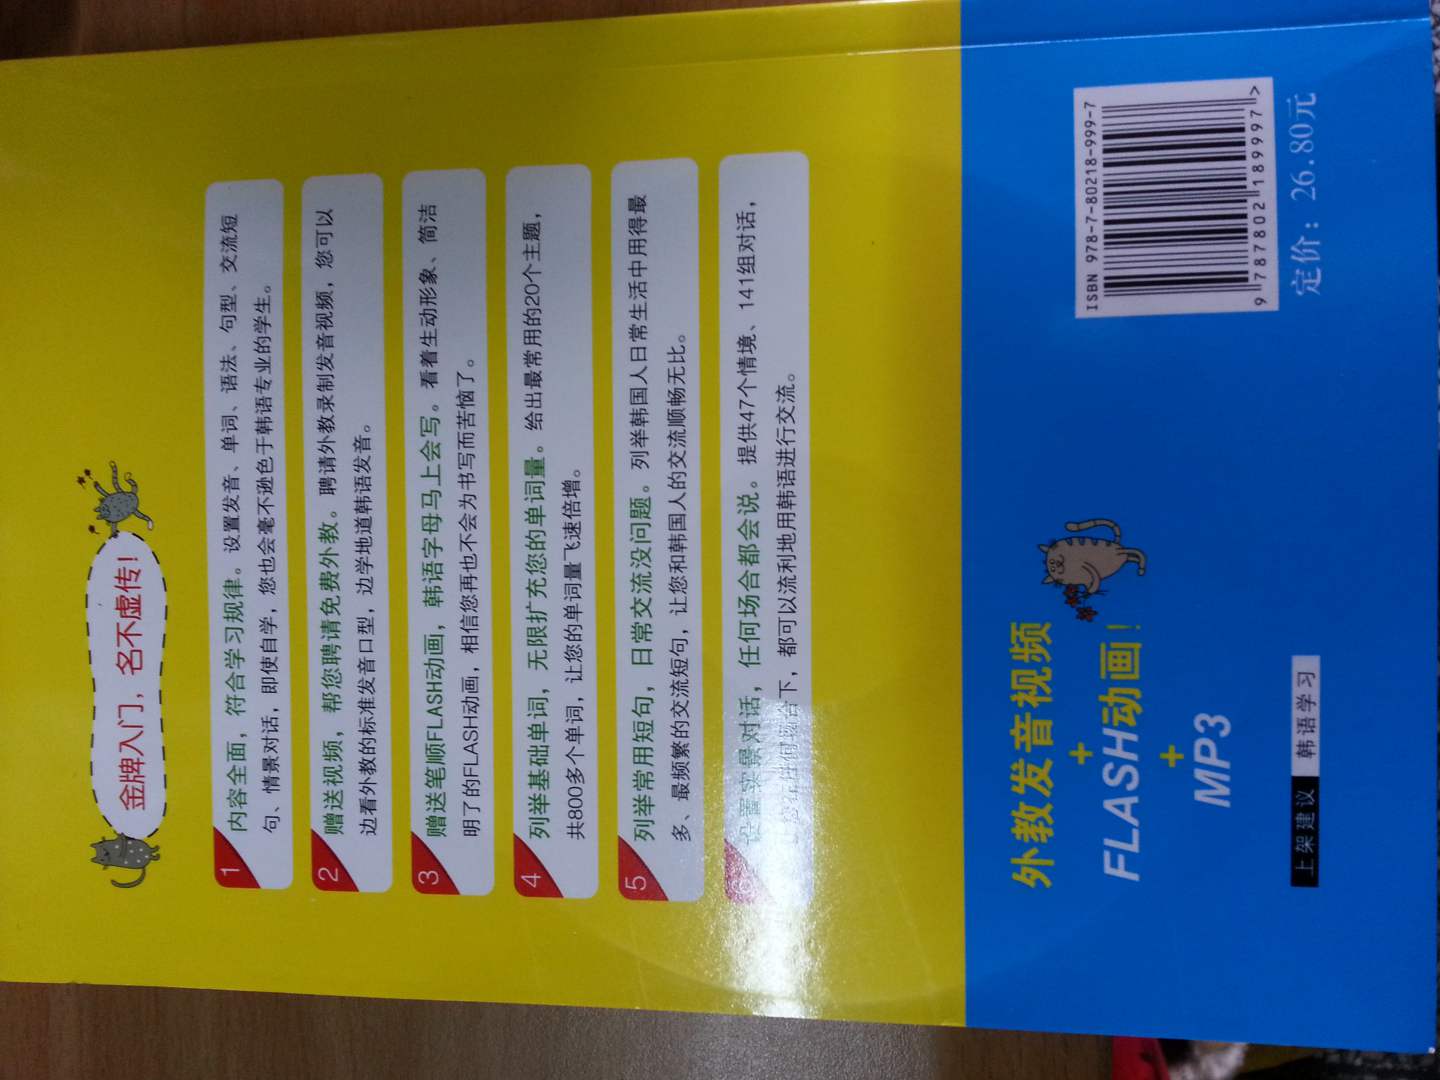 金牌入门，名不虚传！
1
内容全面，符合学习规律。设置发音、单词、语法、句型、交流短
句、情景对话，即使自学，您也会毫不逊色于韩语专业的学生。
2
赠送视频，帮您聘请免费外教。聘请外教录制发音视频，您可以
边看外教的标准发音口型，边学地道韩语发音。
3
赠送笔顺FLASH动画，韩语字母马上会写。看着生动形象、简洁
明了的FLASH动画，相信您再也不会为书写而苦恼了。
4
列举基础单词，无限扩充您的单词量。给出最常用的20个主题，
共800多个单词，让您的单词量飞速倍增。
5
列举常用短句，日常交流没问题。列举韩国人日常生活中用得最
多、最频繁的交流短句，让您和韩国人的交流顺畅无比。
6
设置实景对话，任何场合都会说。提供47个情境、141组对话，
让您在任何场合下，都可以流利地用韩语进行交流。
外教发音视频
+
FLASH动画！
+
MP3
上架建议 韩语学习
ISBN 978-7-80218-999-7
9 787802 189997 >
定价：26.80元